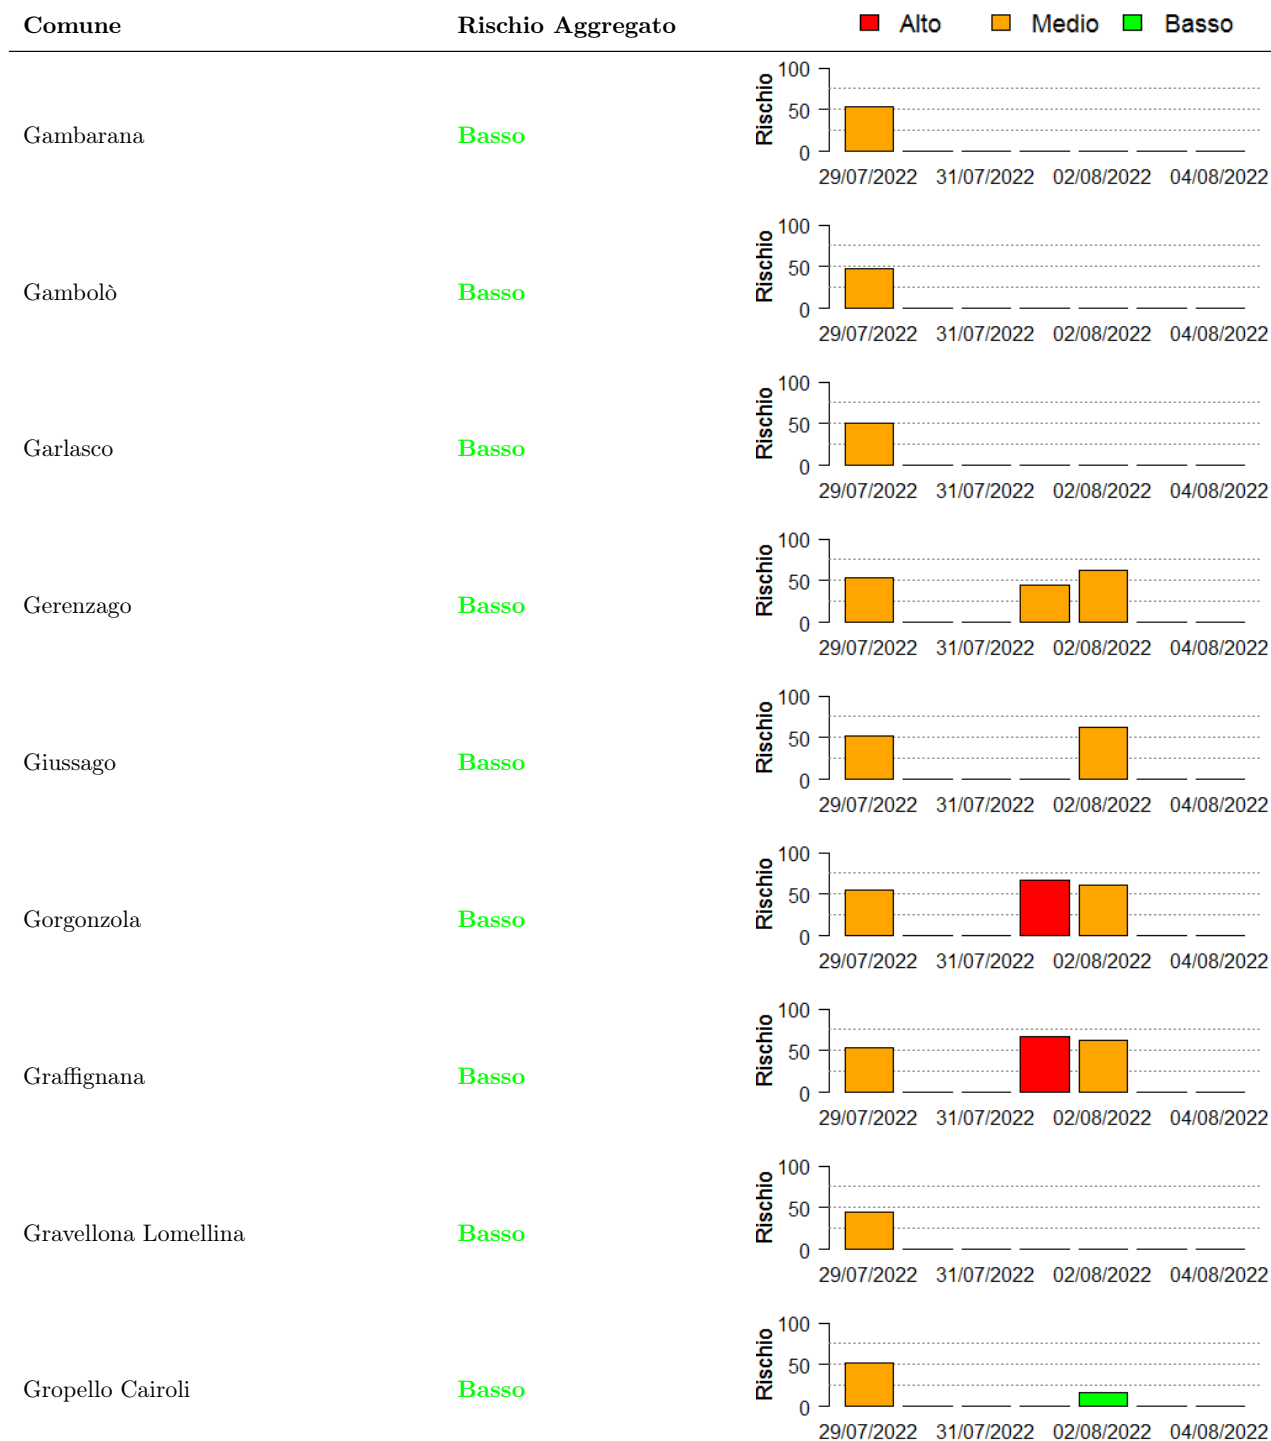 Comune Rischio Aggregato Alto Medio Basso
Gambarana Basso
Rischio
100
50
0
29/07/2022 31/07/2022 02/08/2022 04/08/2022
Gambolò Basso
Rischio
100
50
0
29/07/2022 31/07/2022 02/08/2022 04/08/2022
Garlasco Basso
Rischio
100
50
0
29/07/2022 31/07/2022 02/08/2022 04/08/2022
Gerenzago Basso
Rischio
100
50
0
29/07/2022 31/07/2022 02/08/2022 04/08/2022
Giussago Basso
Rischio
100
50
0
29/07/2022 31/07/2022 02/08/2022 04/08/2022
Gorgonzola Basso
Rischio
100
50
0
29/07/2022 31/07/2022 02/08/2022 04/08/2022
Graffignana Basso
Rischio
100
50
0
29/07/2022 31/07/2022 02/08/2022 04/08/2022
Gravellona Lomellina Basso
Rischio
100
50
0
29/07/2022 31/07/2022 02/08/2022 04/08/2022
Gropello Cairoli Basso
Rischio
100
50
0
29/07/2022 31/07/2022 02/08/2022 04/08/2022